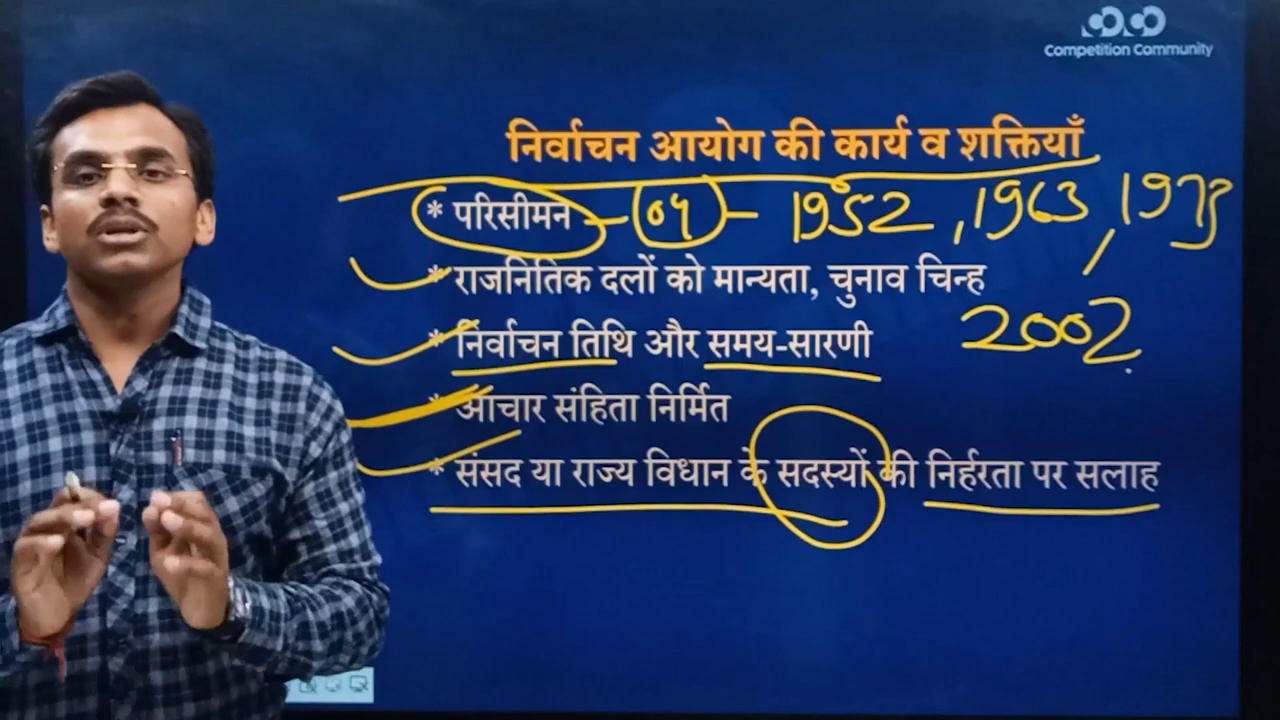 Competition Community
निर्वाचन आयोग की कार्य व शक्तियाँ
* परिसीमन – 04 – 1952, 1963, 1973,
* राजनितिक दलों को मान्यता, चुनाव चिन्ह
2002
* निर्वाचन तिथि और समय-सारणी
* आचार संहिता निर्मित
* संसद या राज्य विधान के सदस्यों की निर्हरता पर सलाह